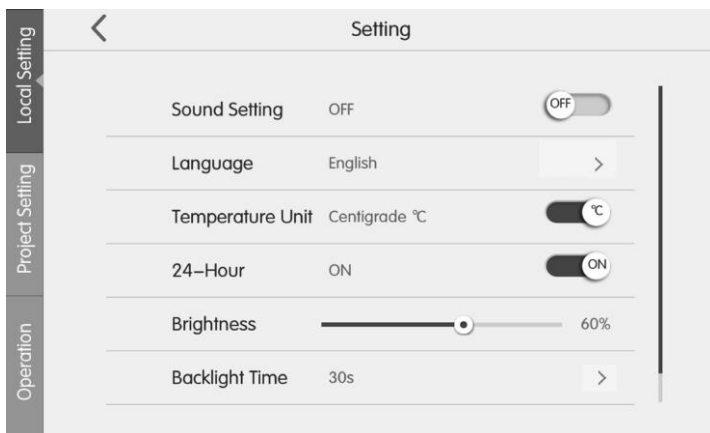 Setting
Local Setting
Project Setting
Operation
Sound Setting OFF OFF
Language English
Temperature Unit Centigrade ℃ ℃
24-Hour ON ON
Brightness 60%
Backlight Time 30s